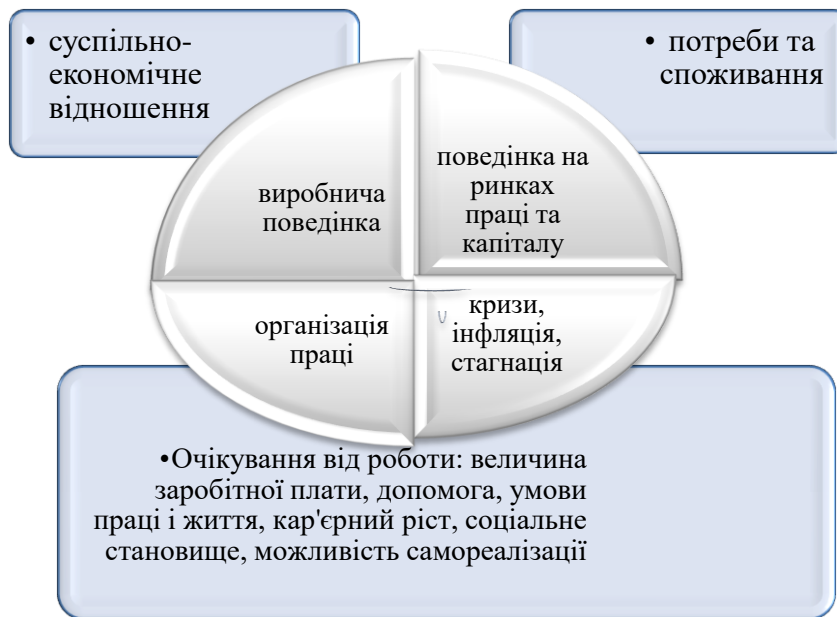 • суспільно-
економічне
відношення
• потреби та
споживання
виробнича
поведінка
поведінка на
ринках
праці та
капіталу
організація
праці
кризи,
інфляція,
стагнація
•Очікування від роботи: величина
заробітної плати, допомога, умови
праці і життя, кар'єрний ріст, соціальне
становище, можливість самореалізації